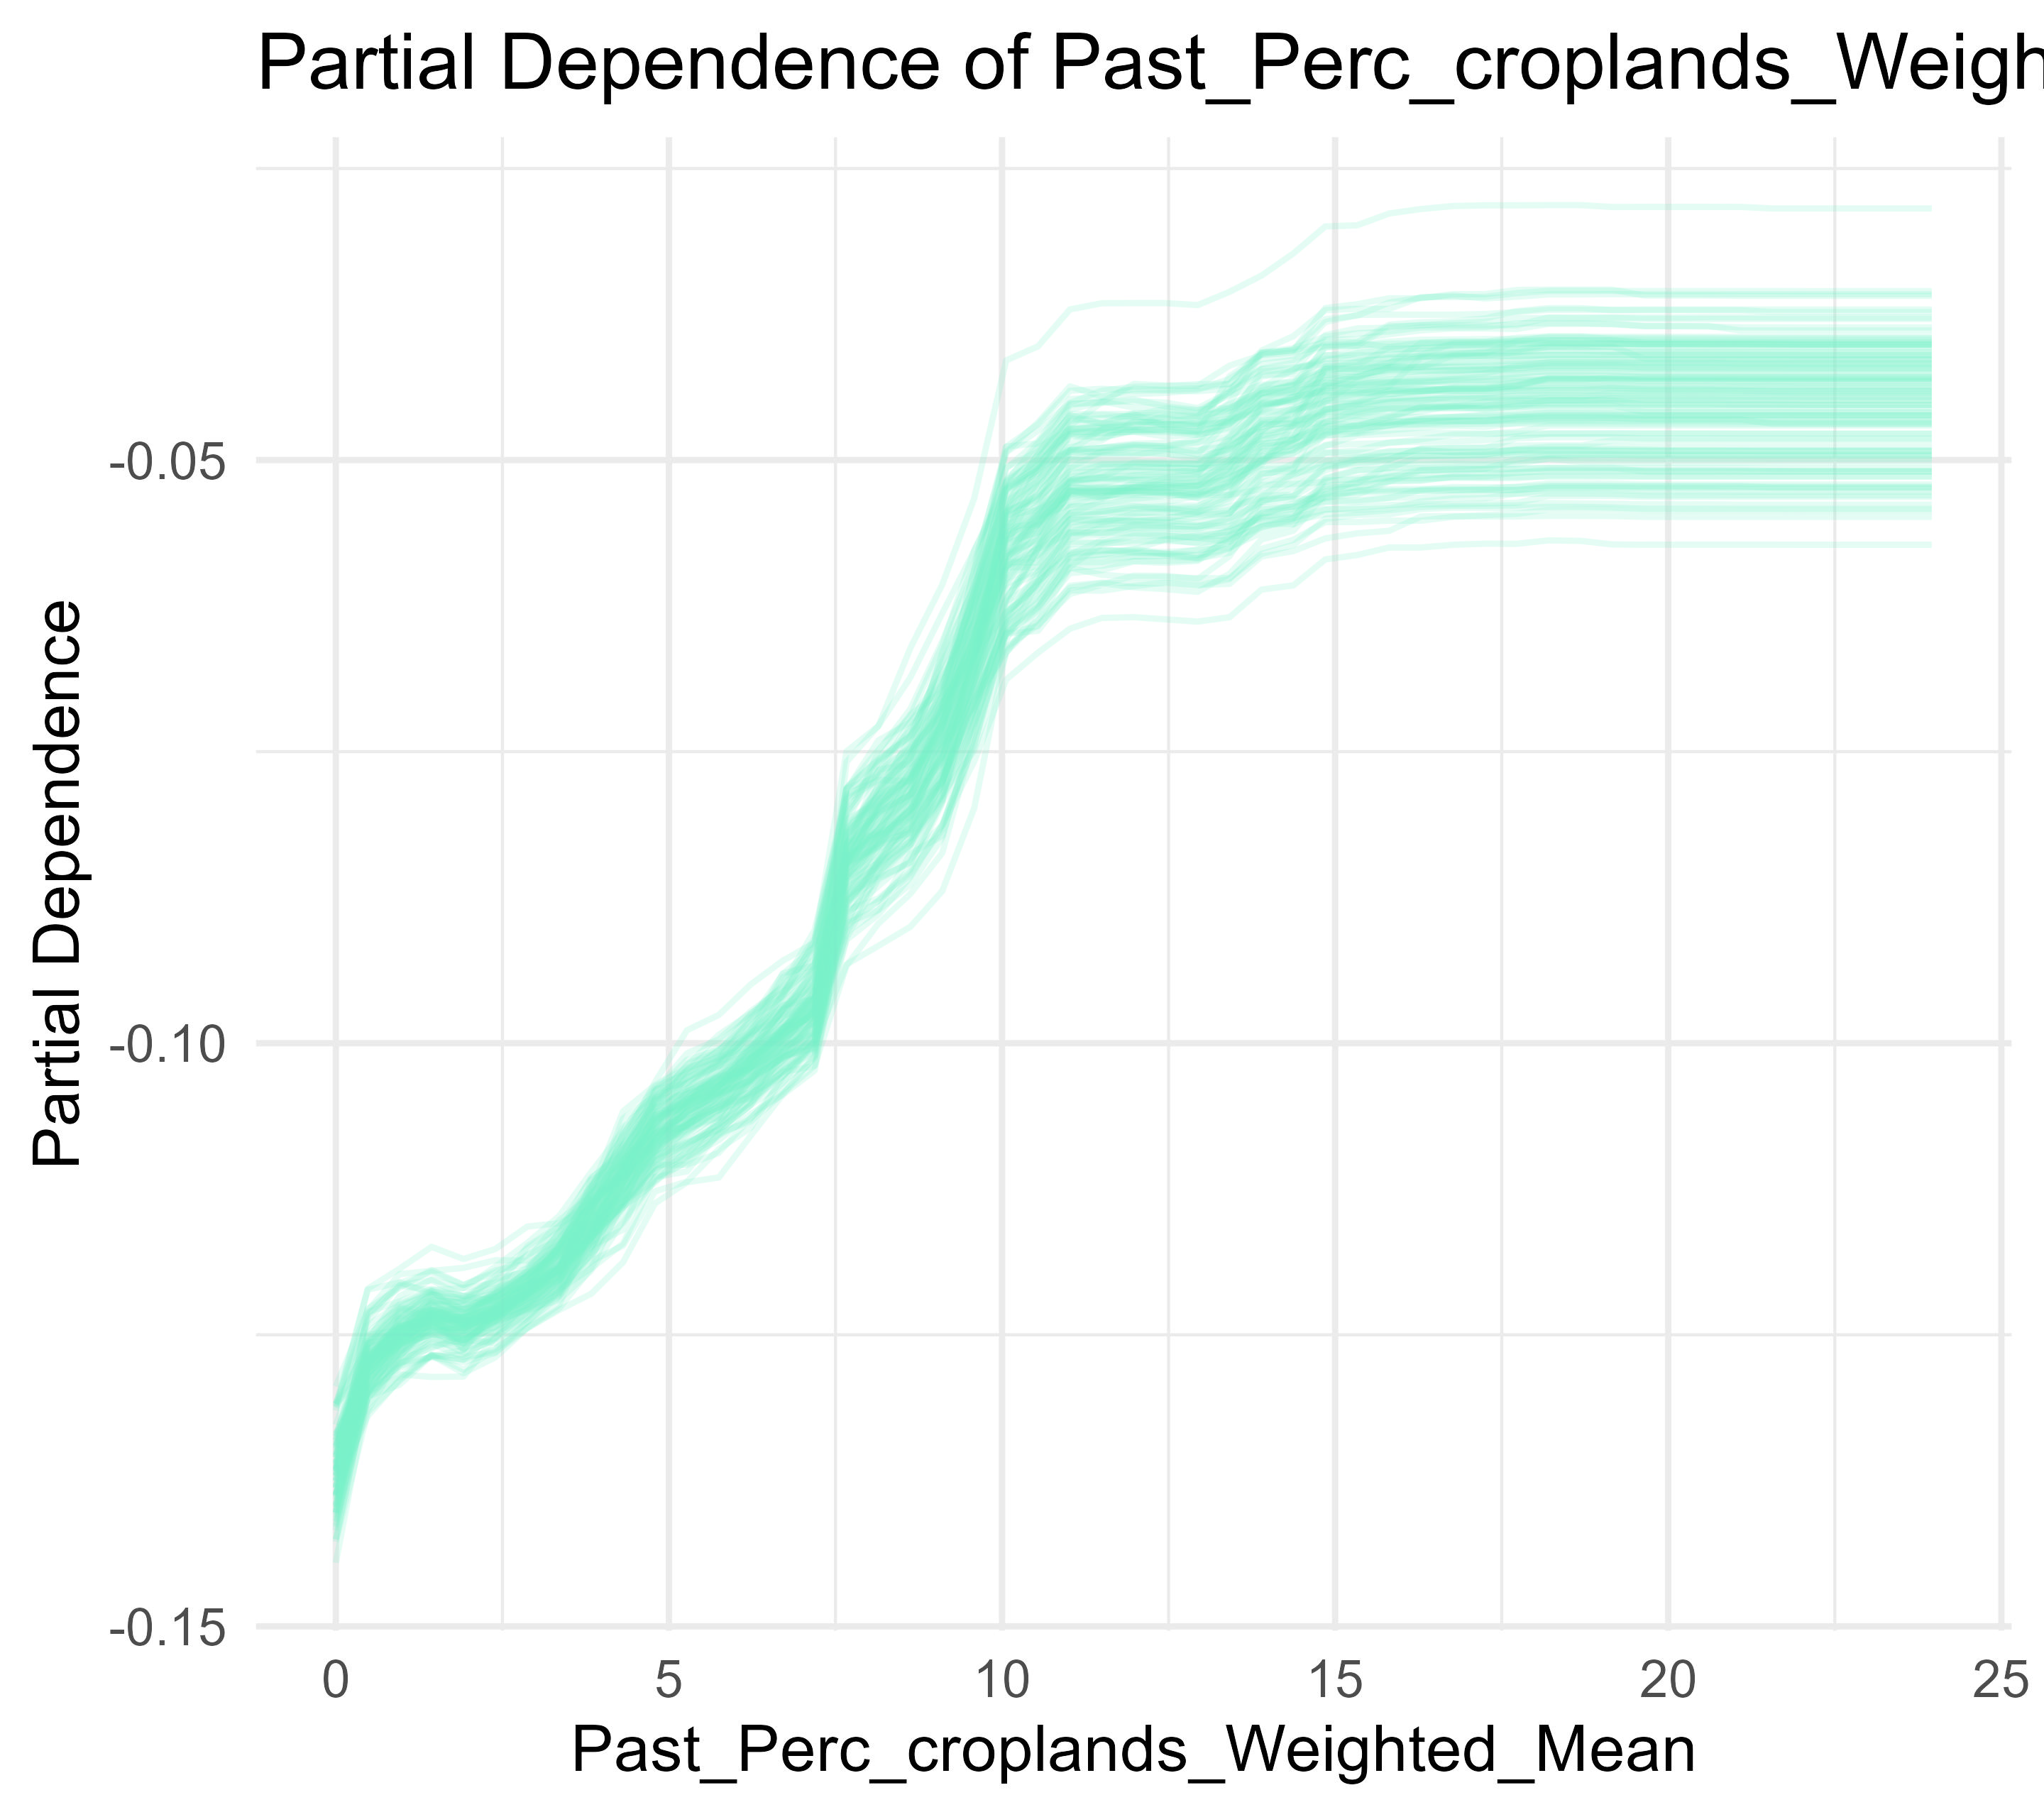 Partial Dependence of Past_Perc_croplands_Weigh
-0.05
-0.10
-0.15
Partial Dependence
0 5 10 15 20 25
Past_Perc_croplands_Weighted_Mean